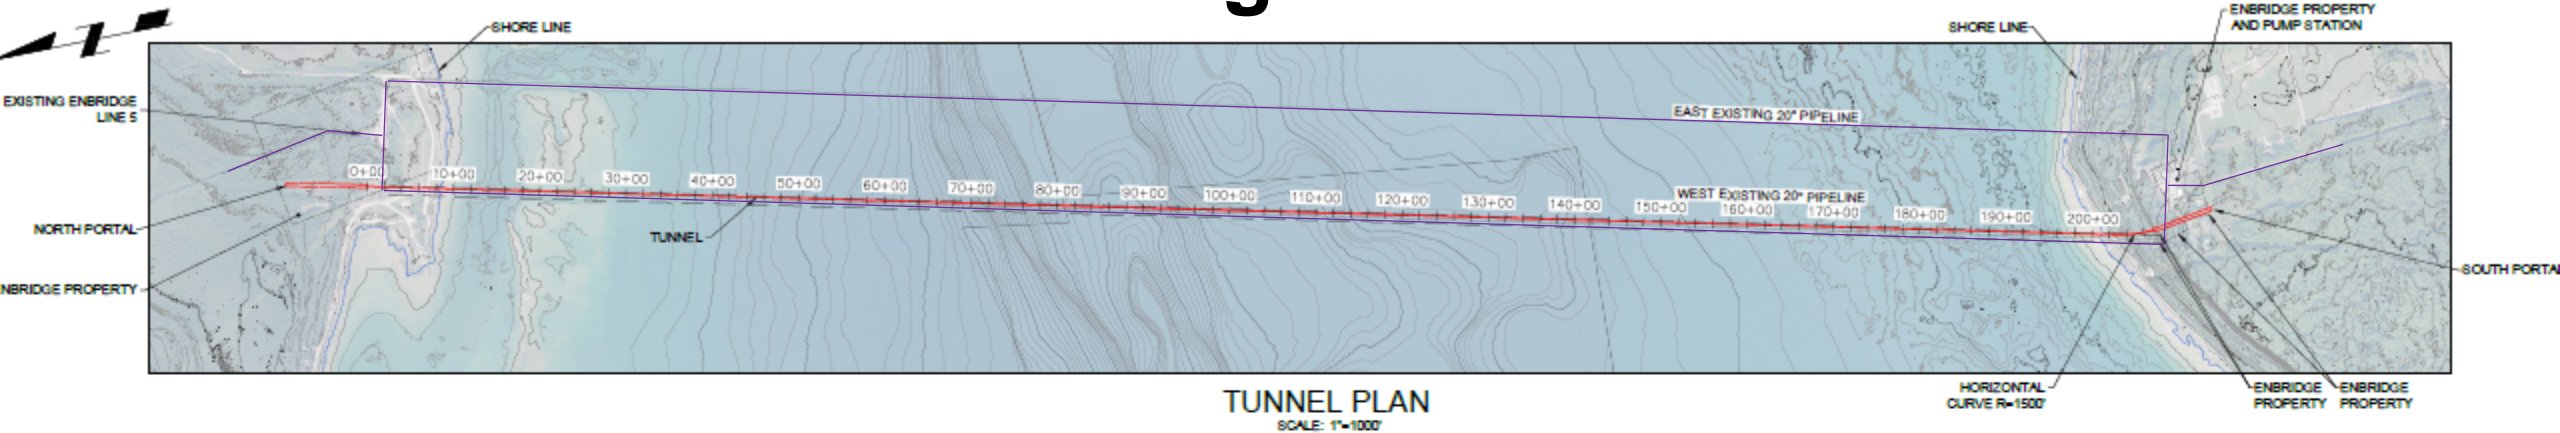 g
ENBRIDGE PROPERTY
AND PUMP STATION
SHORE LINE
SHORE LINE
EXISTING ENBRIDGE
LINE 5
EAST EXISTING 20" PIPELINE
0+00
10+00
20+00
30+00
40+00
50+00
60+00
70+00
80+00
90+00
100+00
110+00
120+00
130+00
140+00
150+00
WEST EXISTING 20" PIPELINE
160+00
170+00
180+00
190+00
200+00
NORTH PORTAL
TUNNEL
SOUTH PORTAL
NBRIDGE PROPERTY
HORIZONTAL
CURVE R=1500'
ENBRIDGE
PROPERTY
ENBRIDGE
PROPERTY
TUNNEL PLAN
SCALE: 1"=1000'